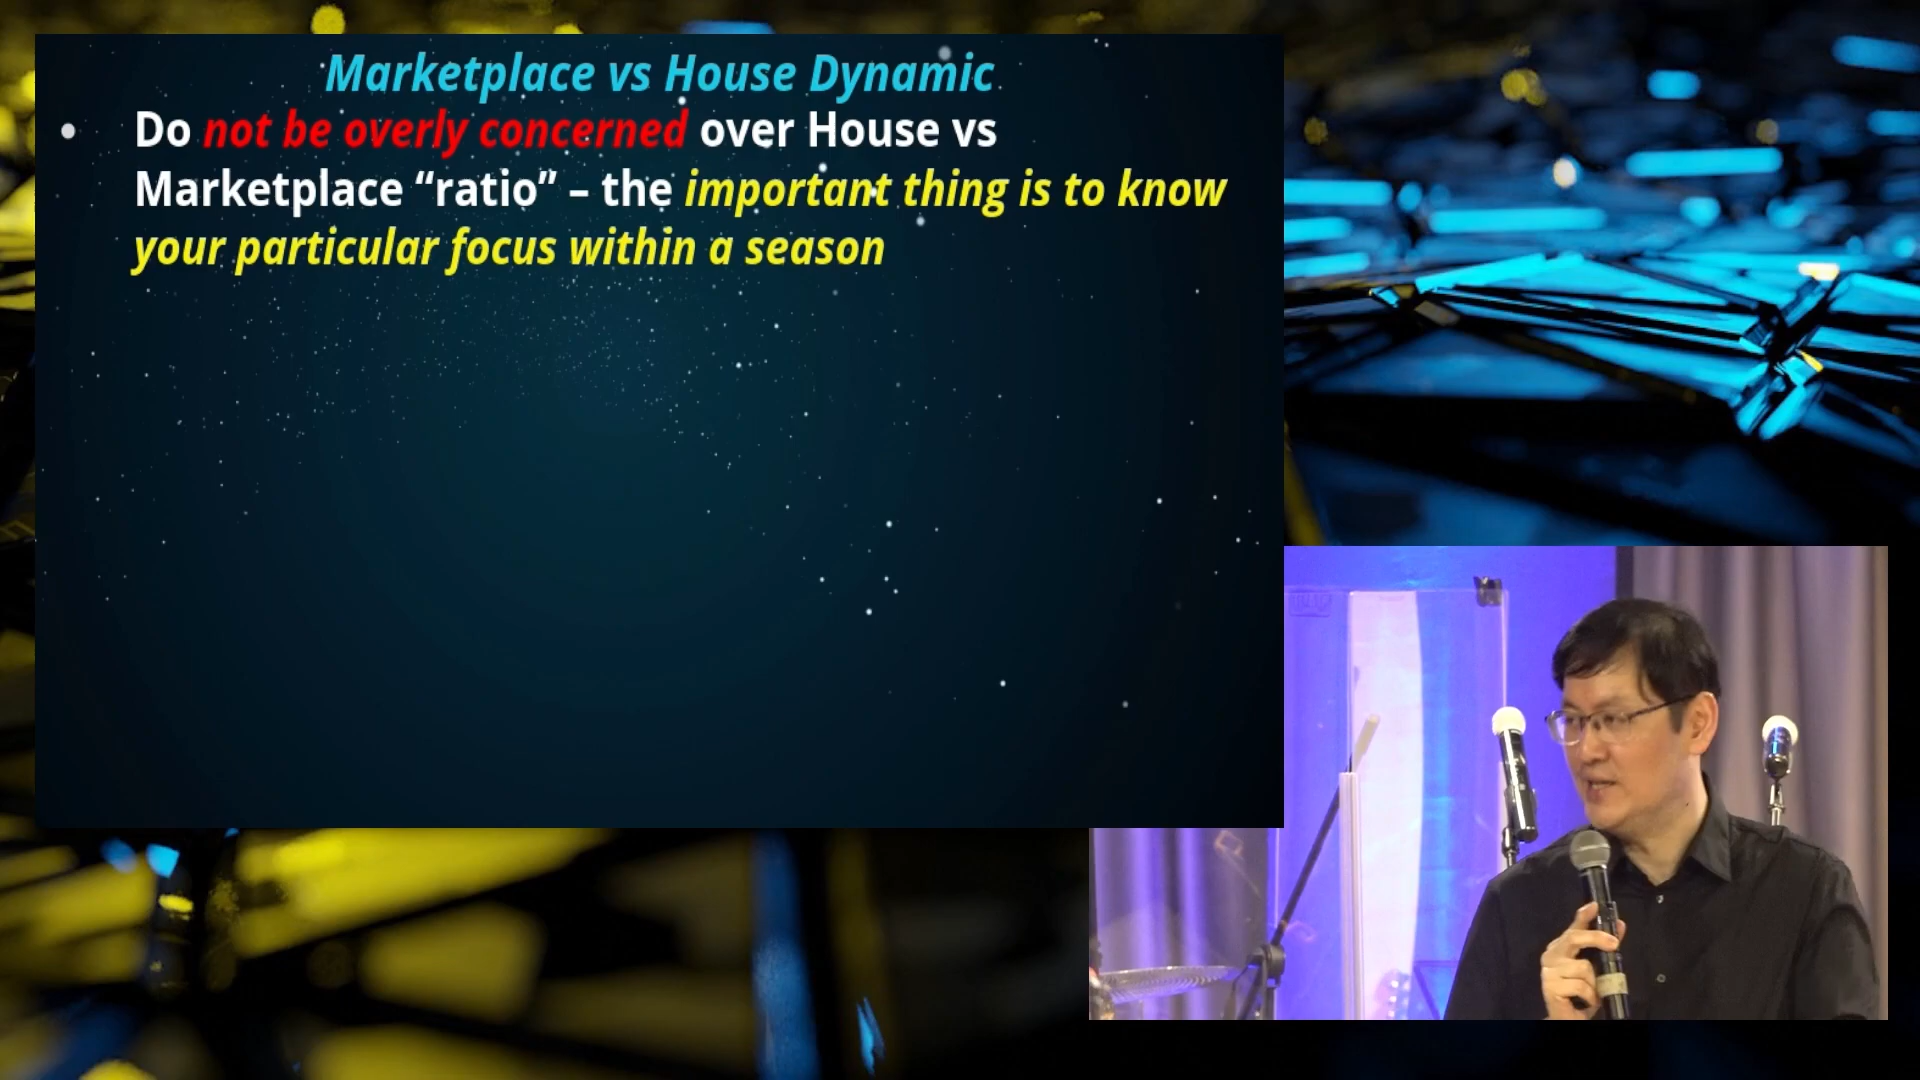 Marketplace vs House Dynamic
• Do not be overly concerned over House vs
Marketplace “ratio” – the important thing is to know
your particular focus within a season